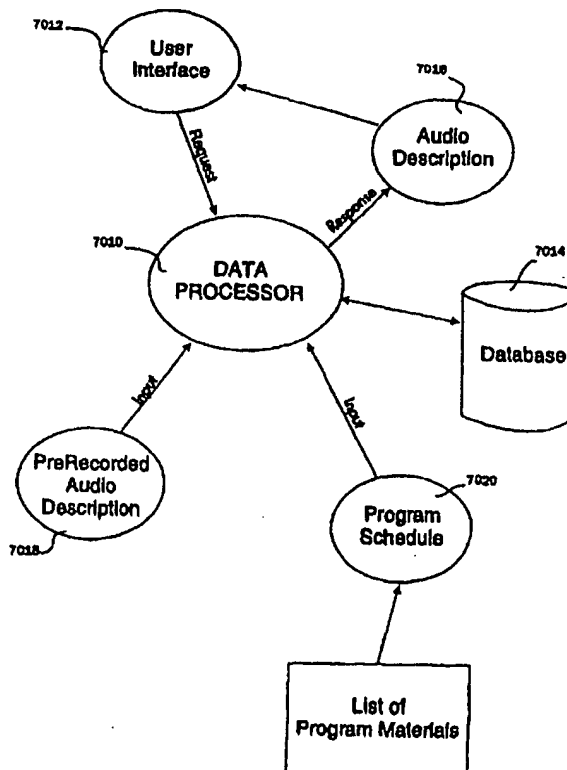 7012
User
Interface
7016
Audio
Description
Request
Response
7010
DATA
PROCESSOR
7014
Database
Input
Input
PreRecorded
Audio
Description
7018
7020
Program
Schedule
List of
Program Materials